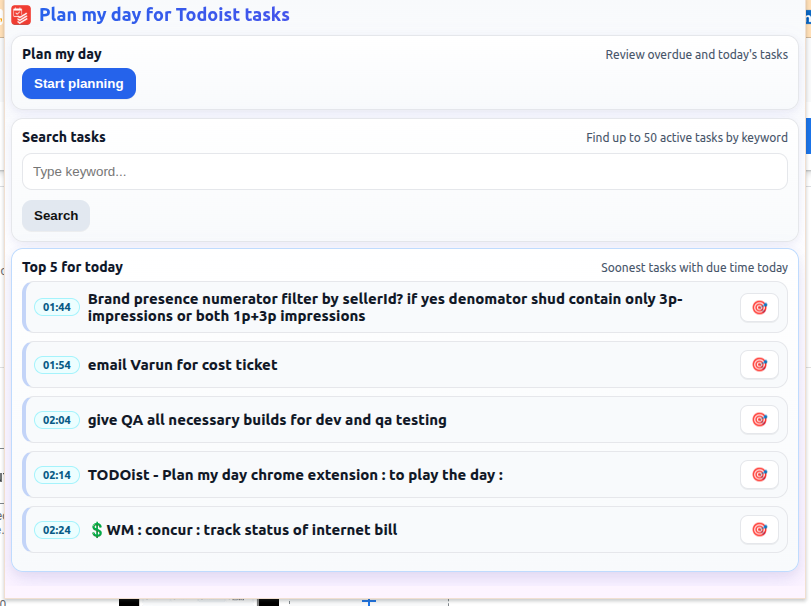 Plan my day for Todoist tasks
Plan my day
Review overdue and today's tasks
Start planning
Search tasks
Find up to 50 active tasks by keyword
Type keyword...
Search
Top 5 for today
Soonest tasks with due time today
01:44
Brand presence numerator filter by sellerId? if yes denomator shud contain only 3p-
impressions or both 1p+3p impressions
01:54
email Varun for cost ticket
02:04
give QA all necessary builds for dev and qa testing
02:14
TODOist - Plan my day chrome extension : to play the day :
02:24
💲WM : concur : track status of internet bill